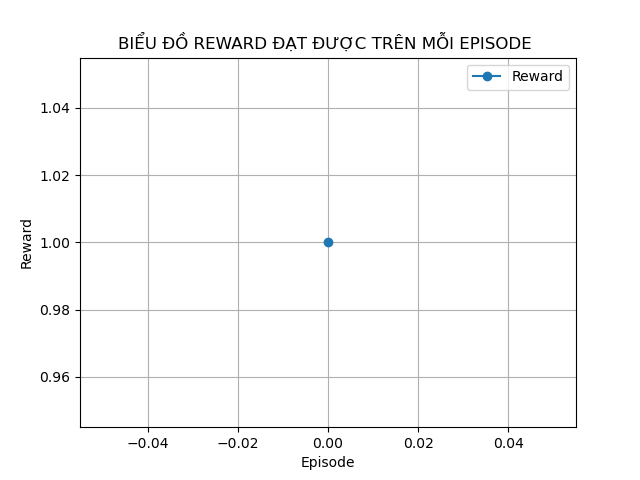 BIỂU ĐỒ REWARD ĐẠT ĐƯỢC TRÊN MỖI EPISODE
Reward
1.04
1.02
1.00
0.98
0.96
Reward
−0.04
−0.02
0.00
0.02
0.04
Episode